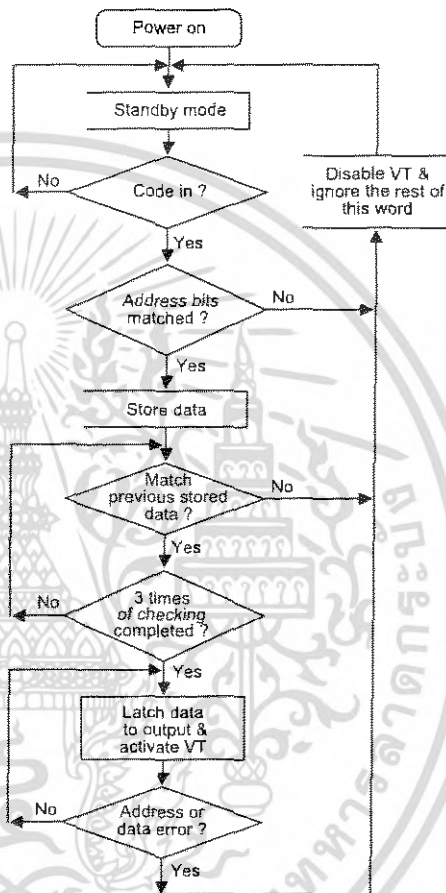 Power on
Standby mode
Code in ?
No
Yes
Disable VT &
ignore the rest of
this word
Address bits
matched ?
No
Yes
Store data
Match
previous stored
data ?
No
Yes
3 times
of checking
completed ?
No
Yes
Latch data
to output &
activate VT
Address or
data error ?
No
Yes